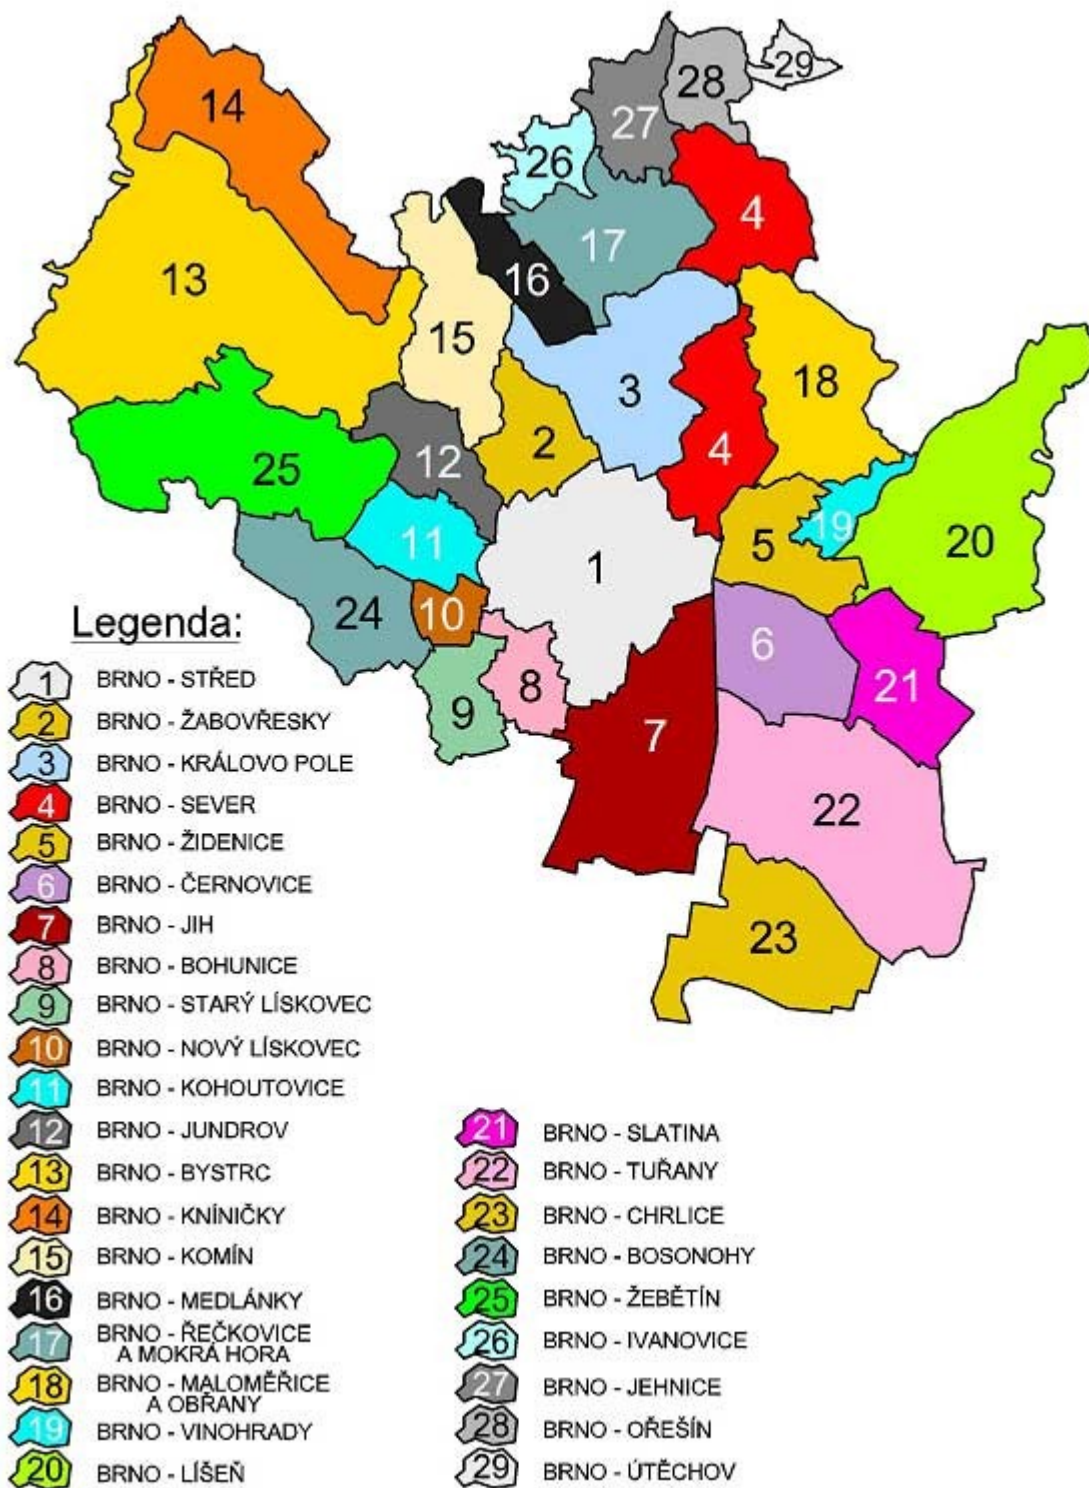 14
29
28
27
26
4
17
13
16
15
18
3
2
4
12
25
19
5
20
11
1
24
10
6
21
8
9
7
22
23
Legenda:
1 BRNO - STŘED
2 BRNO - ŽABOVŘESKY
3 BRNO - KRÁLOVO POLE
4 BRNO - SEVER
5 BRNO - ŽIDENICE
6 BRNO - ČERNOVICE
7 BRNO - JIH
8 BRNO - BOHUNICE
9 BRNO - STARÝ LÍSKOVEC
10 BRNO - NOVÝ LÍSKOVEC
11 BRNO - KOHOUTOVICE
12 BRNO - JUNDROV
13 BRNO - BYSTRC
14 BRNO - KNÍNIČKY
15 BRNO - KOMÍN
16 BRNO - MEDLÁNKY
17 BRNO - ŘEČKOVICE
A MOKRÁ HORA
18 BRNO - MALOMĚŘICE
A OBŘANY
19 BRNO - VINOHRADY
20 BRNO - LÍŠEŇ
21 BRNO - SLATINA
22 BRNO - TUŘANY
23 BRNO - CHRLICE
24 BRNO - BOSONOHY
25 BRNO - ŽEBĚTÍN
26 BRNO - IVANOVICE
27 BRNO - JEHNICE
28 BRNO - OŘEŠÍN
29 BRNO - ÚTĚCHOV